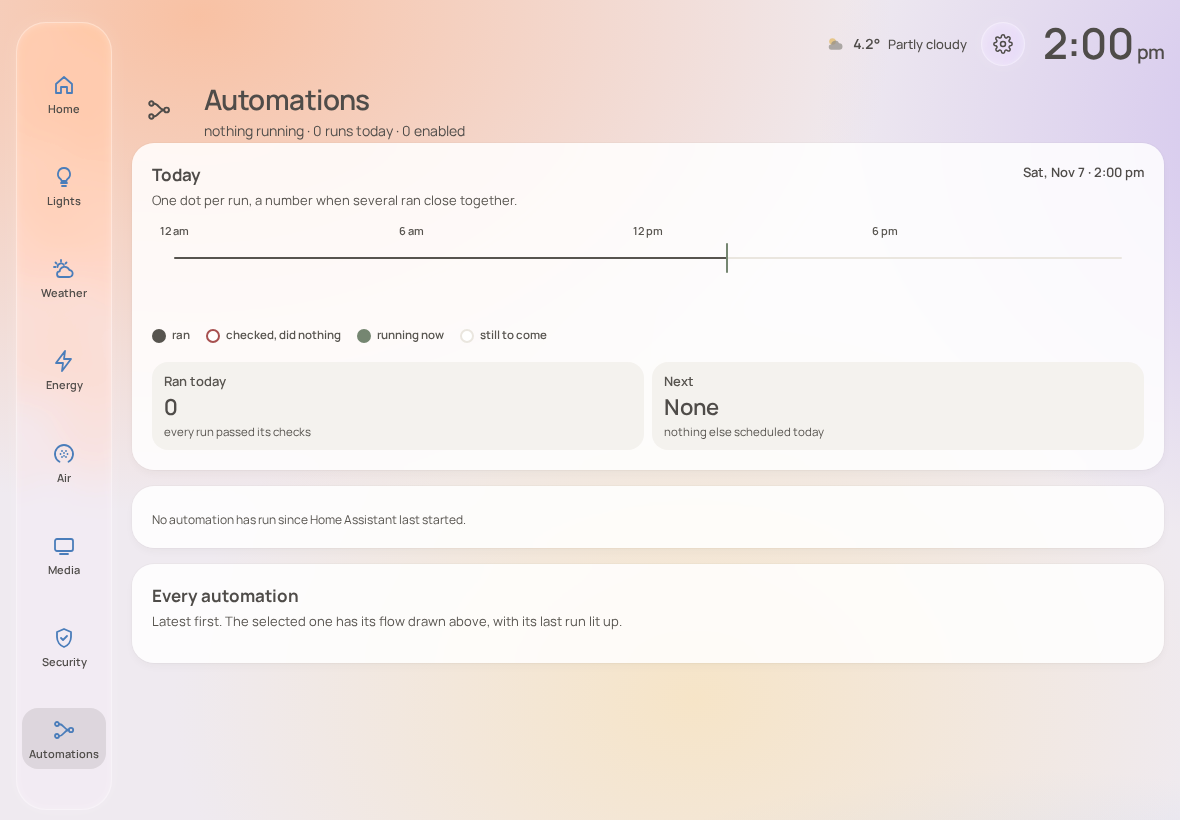 4.2° Partly cloudy
2:00 pm
Home
Lights
Weather
Energy
Air
Media
Security
Automations
Automations
nothing running · 0 runs today · 0 enabled
Today
Sat, Nov 7 · 2:00 pm
One dot per run, a number when several ran close together.
12 am 6 am 12 pm 6 pm
ran checked, did nothing running now still to come
Ran today
0
every run passed its checks
Next
None
nothing else scheduled today
No automation has run since Home Assistant last started.
Every automation
Latest first. The selected one has its flow drawn above, with its last run lit up.